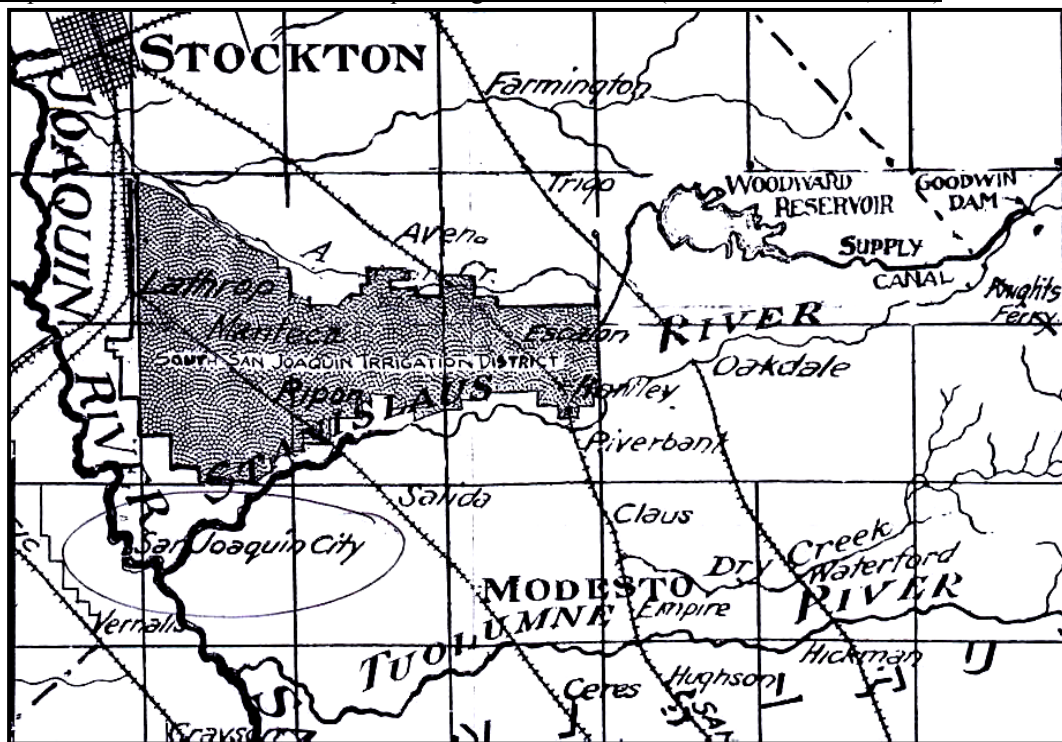 STOCKTON
Farmington
JOAQUIN
RIVER
Trigo
WOODWARD
RESERVOIR
GOODWIN
DAM
Avena
SUPPLY
CANAL
Knights
Ferry
Lathrop
Manteca
Escalon
RIVER
SOUTH SAN JOAQUIN IRRIGATION DISTRICT
Oakdale
Ripon
STANISLAUS
Riverbank
Salida
Claus
San Joaquin City
Dry Creek
Waterford
MODESTO
Empire
RIVER
TUOLUMNE
Vernalis
Hickman
Ceres
Hughson
Grayson
SAN